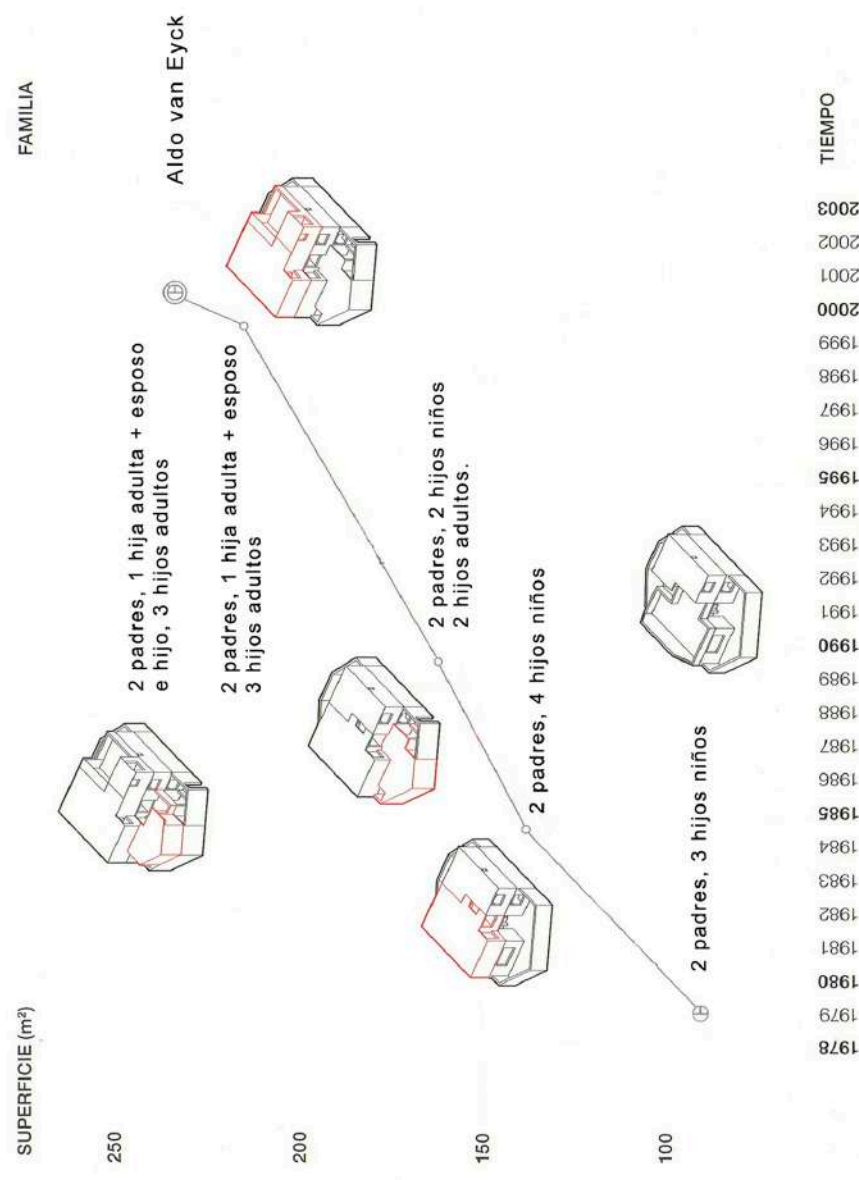 SUPERFICIE (m²)
FAMILIA
Aldo van Eyck
250
200
150
100
2 padres, 1 hija adulta + esposo
e hijo, 3 hijos adultos
2 padres, 1 hija adulta + esposo
3 hijos adultos
2 padres, 2 hijos niños
2 hijos adultos.
2 padres, 4 hijos niños
2 padres, 3 hijos niños
1978
1979
1980
1981
1982
1983
1984
1985
1986
1987
1988
1989
1990
1991
1992
1993
1994
1995
1996
1997
1998
1999
2000
2001
2002
2003
TIEMPO